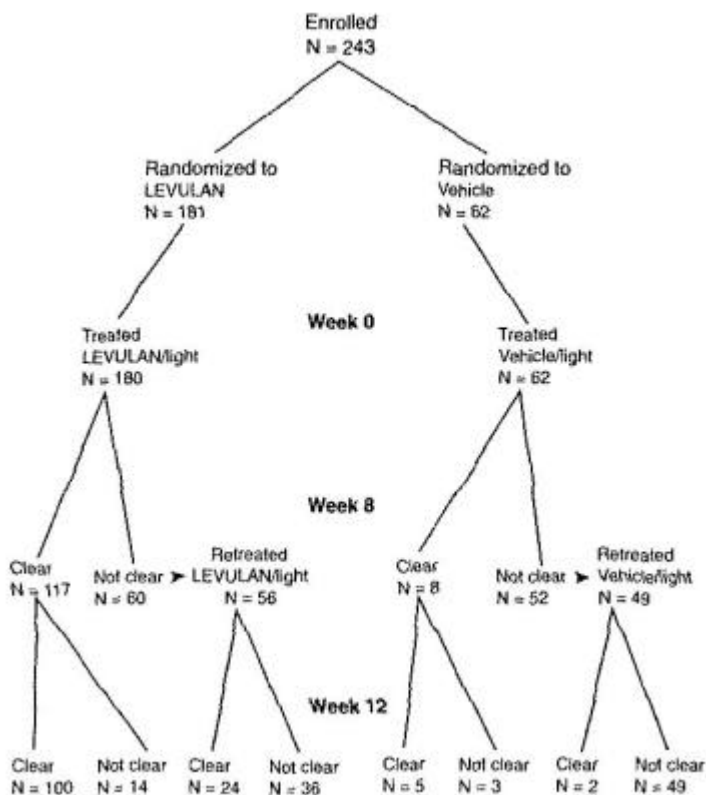 Enrolled
N = 243
Randomized to
LEVULAN
N = 181
Randomized to
Vehicle
N = 62
Week 0
Treated
LEVULAN/light
N = 180
Treated
Vehicle/light
N = 62
Week 8
Clear
N = 117
Not clear
N = 60
Retreated
LEVULAN/light
N = 56
Clear
N = 8
Not clear
N = 52
Retreated
Vehicle/light
N = 49
Week 12
Clear
N = 100
Not clear
N = 14
Clear
N = 24
Not clear
N = 36
Clear
N = 5
Not clear
N = 3
Clear
N = 2
Not clear
N = 49